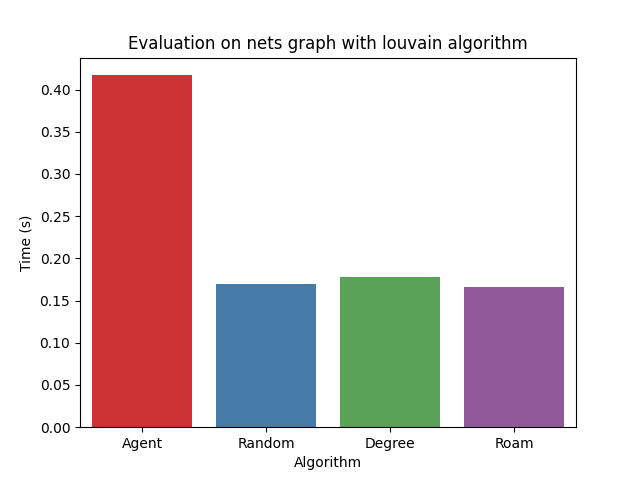 Evaluation on nets graph with louvain algorithm
Time (s)
0.40
0.35
0.30
0.25
0.20
0.15
0.10
0.05
0.00
Agent Random Degree Roam
Algorithm